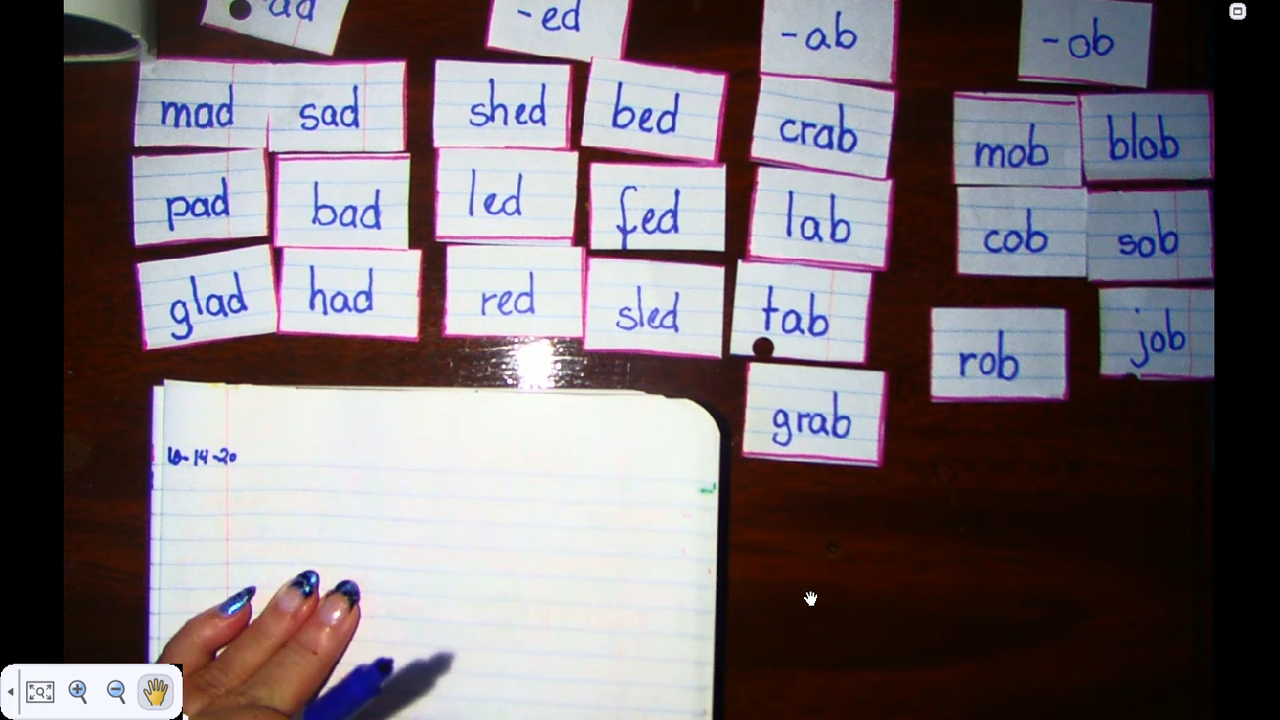 -ad -ed -ab -ob
mad sad shed bed crab mob blob
pad bad led fed lab cob sob
glad had red sled tab rob job
grab
10-14-20